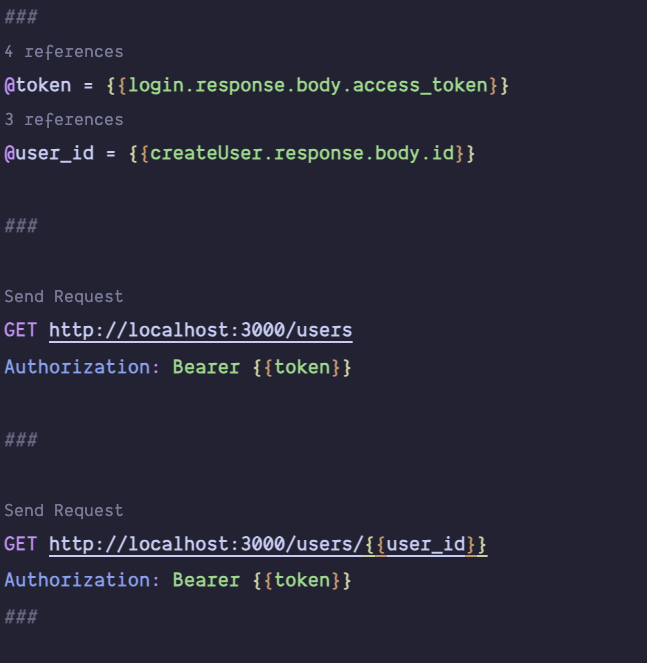 ###
4 references
@token = {{login.response.body.access_token}}
3 references
@user_id = {{createUser.response.body.id}}
###
Send Request
GET http://localhost:3000/users
Authorization: Bearer {{token}}
###
Send Request
GET http://localhost:3000/users/{{user_id}}
Authorization: Bearer {{token}}
###